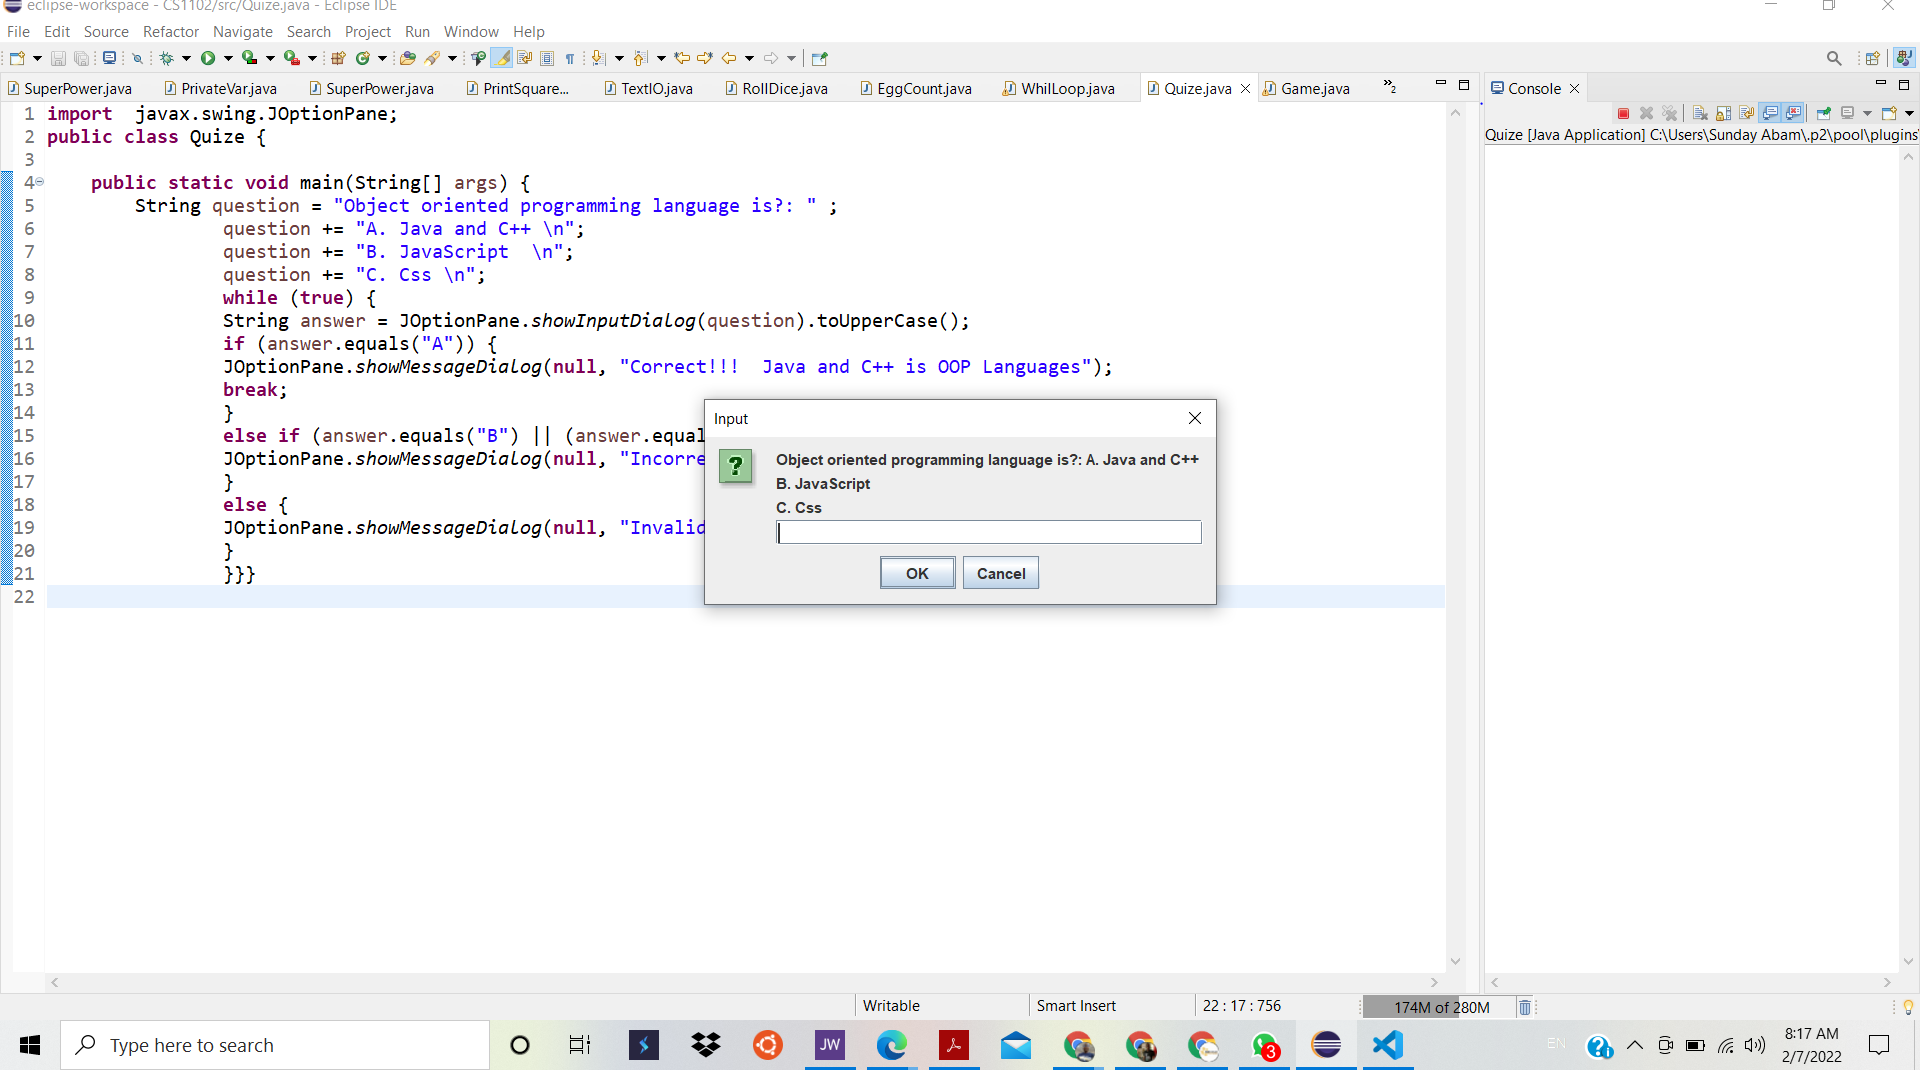 eclipse-workspace - CS1102/src/Quize.java - Eclipse IDE
File Edit Source Refactor Navigate Search Project Run Window Help
SuperPower.java PrivateVar.java SuperPower.java PrintSquare... TextIO.java RollDice.java EggCount.java WhilLoop.java Quize.java Game.java »2
Console
Quize [Java Application] C:\Users\Sunday Abam\.p2\pool\plugins
1 import  javax.swing.JOptionPane;
2 public class Quize {
3
4 public static void main(String[] args) {
5 String question = "Object oriented programming language is?: " ;
6 question += "A. Java and C++ \n";
7 question += "B. JavaScript  \n";
8 question += "C. Css \n";
9 while (true) {
10 String answer = JOptionPane.showInputDialog(question).toUpperCase();
11 if (answer.equals("A")) {
12 JOptionPane.showMessageDialog(null, "Correct!!!  Java and C++ is OOP Languages");
13 break;
14 }
15 else if (answer.equals("B") || (answer.equal
16 JOptionPane.showMessageDialog(null, "Incorre
17 }
18 else {
19 JOptionPane.showMessageDialog(null, "Invalid
20 }
21 }}}
22
Input
Object oriented programming language is?: A. Java and C++
B. JavaScript
C. Css
OK Cancel
Writable Smart Insert 22 : 17 : 756 174M of 280M
Type here to search
JW
3
EN
8:17 AM
2/7/2022